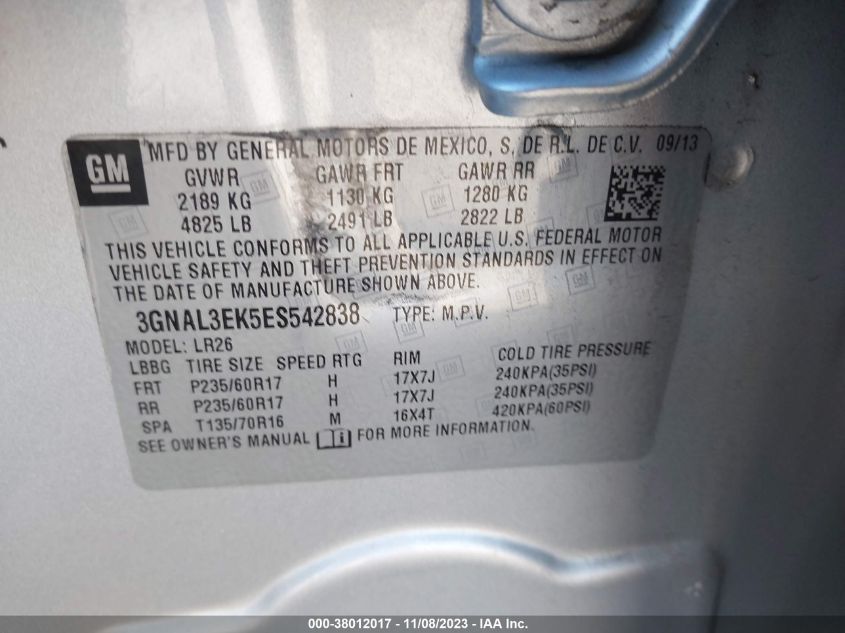 GM MFD BY GENERAL MOTORS DE MEXICO, S. DE R.L. DE C.V. 09/13
GVWR GAWR FRT GAWR RR
2189 KG 1130 KG 1280 KG
4825 LB 2491 LB 2822 LB
THIS VEHICLE CONFORMS TO ALL APPLICABLE U.S. FEDERAL MOTOR
VEHICLE SAFETY AND THEFT PREVENTION STANDARDS IN EFFECT ON
THE DATE OF MANUFACTURE SHOWN ABOVE.
3GNAL3EK5ES542838 TYPE: M.P.V.
MODEL: LR26
LBBG TIRE SIZE SPEED RTG RIM COLD TIRE PRESSURE
FRT P235/60R17 H 17X7J 240KPA(35PSI)
RR P235/60R17 H 17X7J 240KPA(35PSI)
SPA T135/70R16 M 16X4T 420KPA(60PSI)
SEE OWNER'S MANUAL FOR MORE INFORMATION.
000-38012017 - 11/08/2023 - IAA Inc.